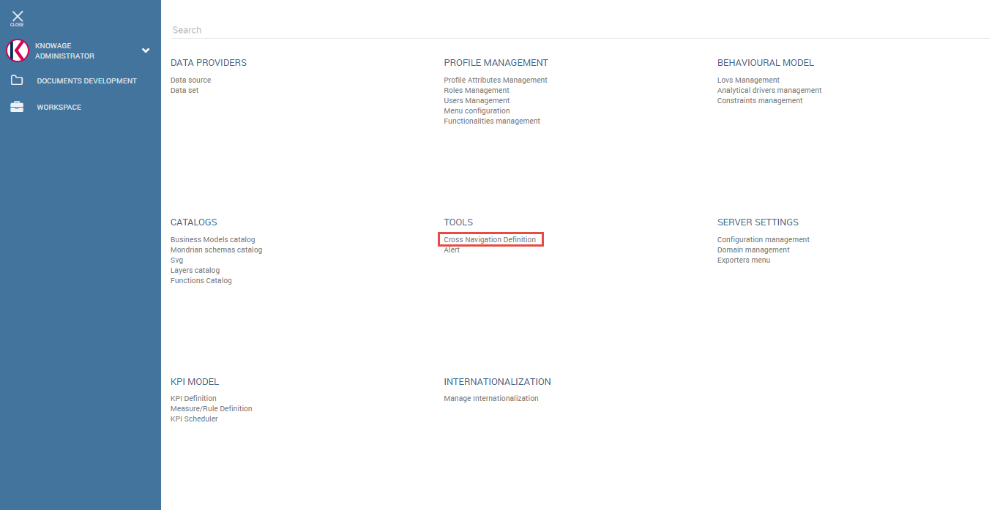 CLOSE
KNOWAGE
ADMINISTRATOR
DOCUMENTS DEVELOPMENT
WORKSPACE
Search
DATA PROVIDERS
Data source
Data set
PROFILE MANAGEMENT
Profile Attributes Management
Roles Management
Users Management
Menu configuration
Functionalities management
BEHAVIOURAL MODEL
Lovs Management
Analytical drivers management
Constraints management
CATALOGS
Business Models catalog
Mondrian schemas catalog
Svg
Layers catalog
Functions Catalog
TOOLS
Cross Navigation Definition
Alert
SERVER SETTINGS
Configuration management
Domain management
Exporters menu
KPI MODEL
KPI Definition
Measure/Rule Definition
KPI Scheduler
INTERNATIONALIZATION
Manage Internationalization